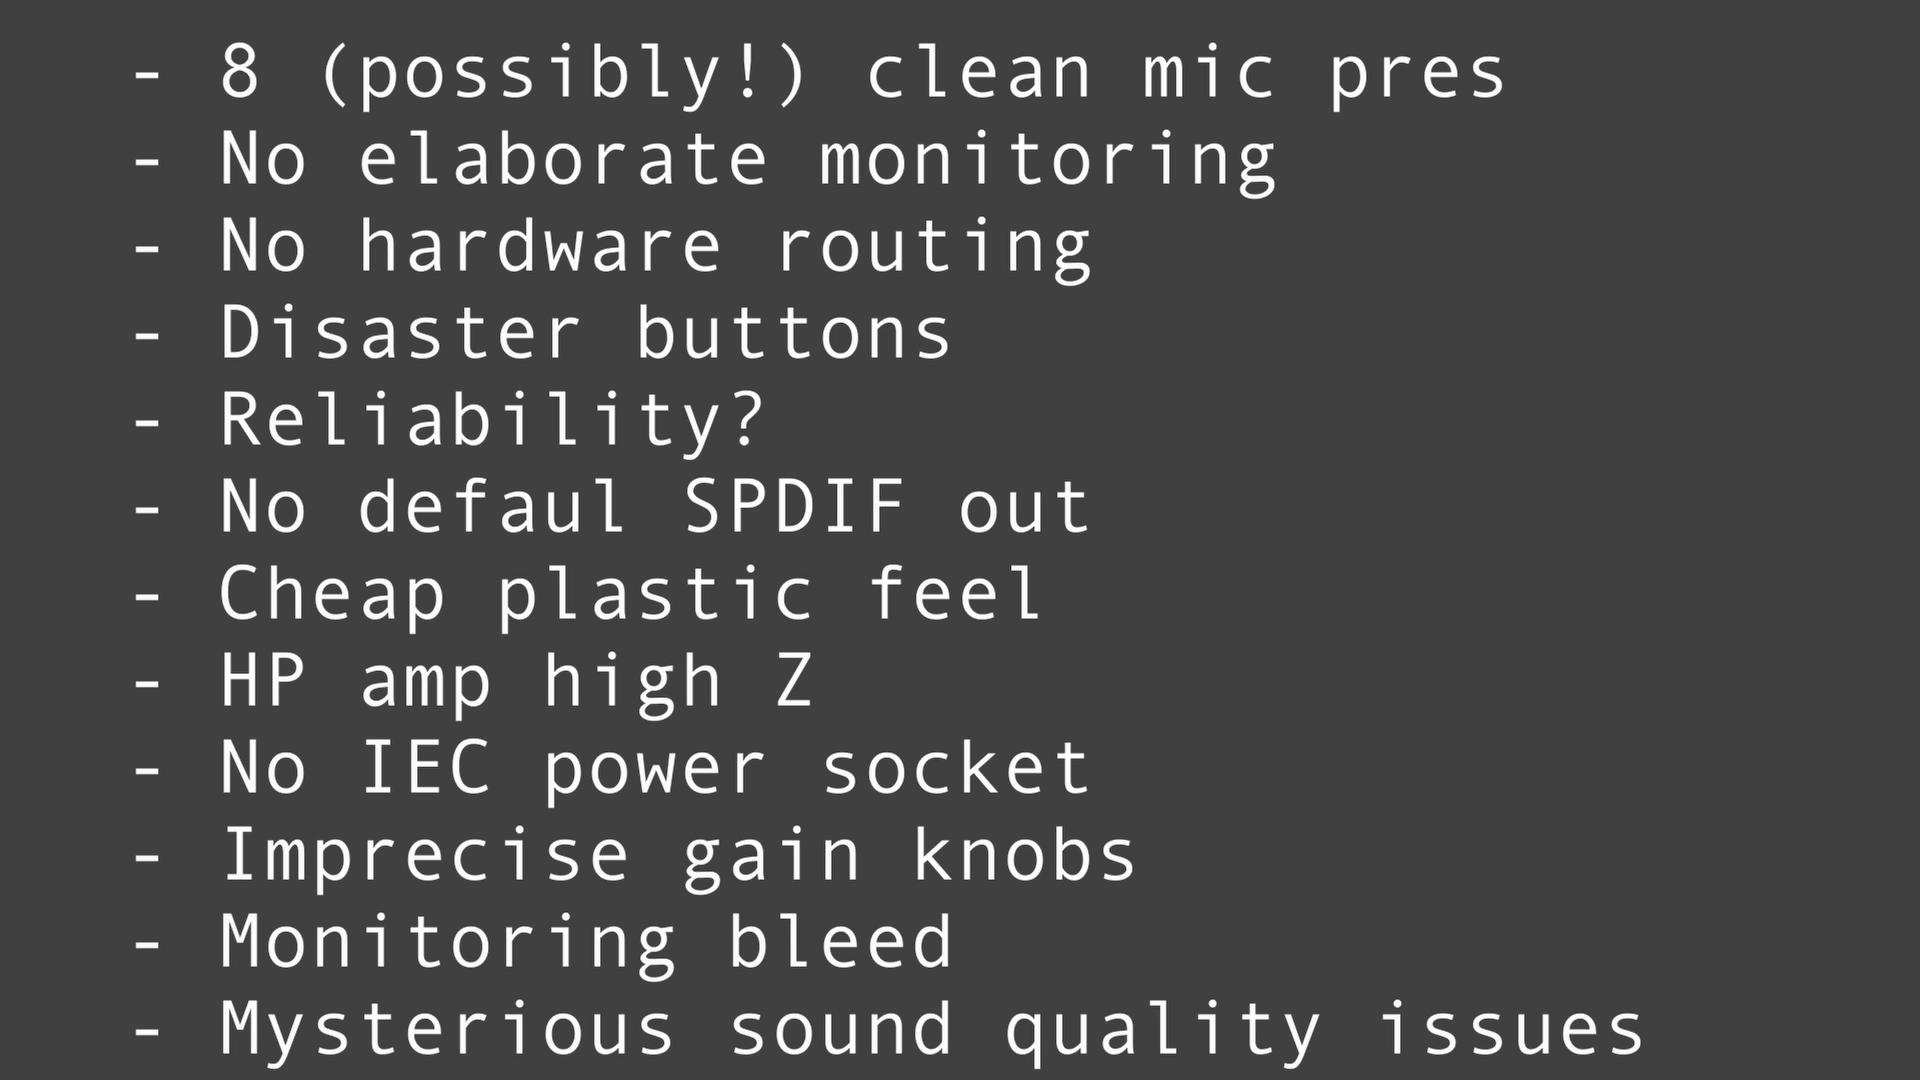 - 8 (possibly!) clean mic pres
- No elaborate monitoring
- No hardware routing
- Disaster buttons
- Reliability?
- No defaul SPDIF out
- Cheap plastic feel
- HP amp high Z
- No IEC power socket
- Imprecise gain knobs
- Monitoring bleed
- Mysterious sound quality issues